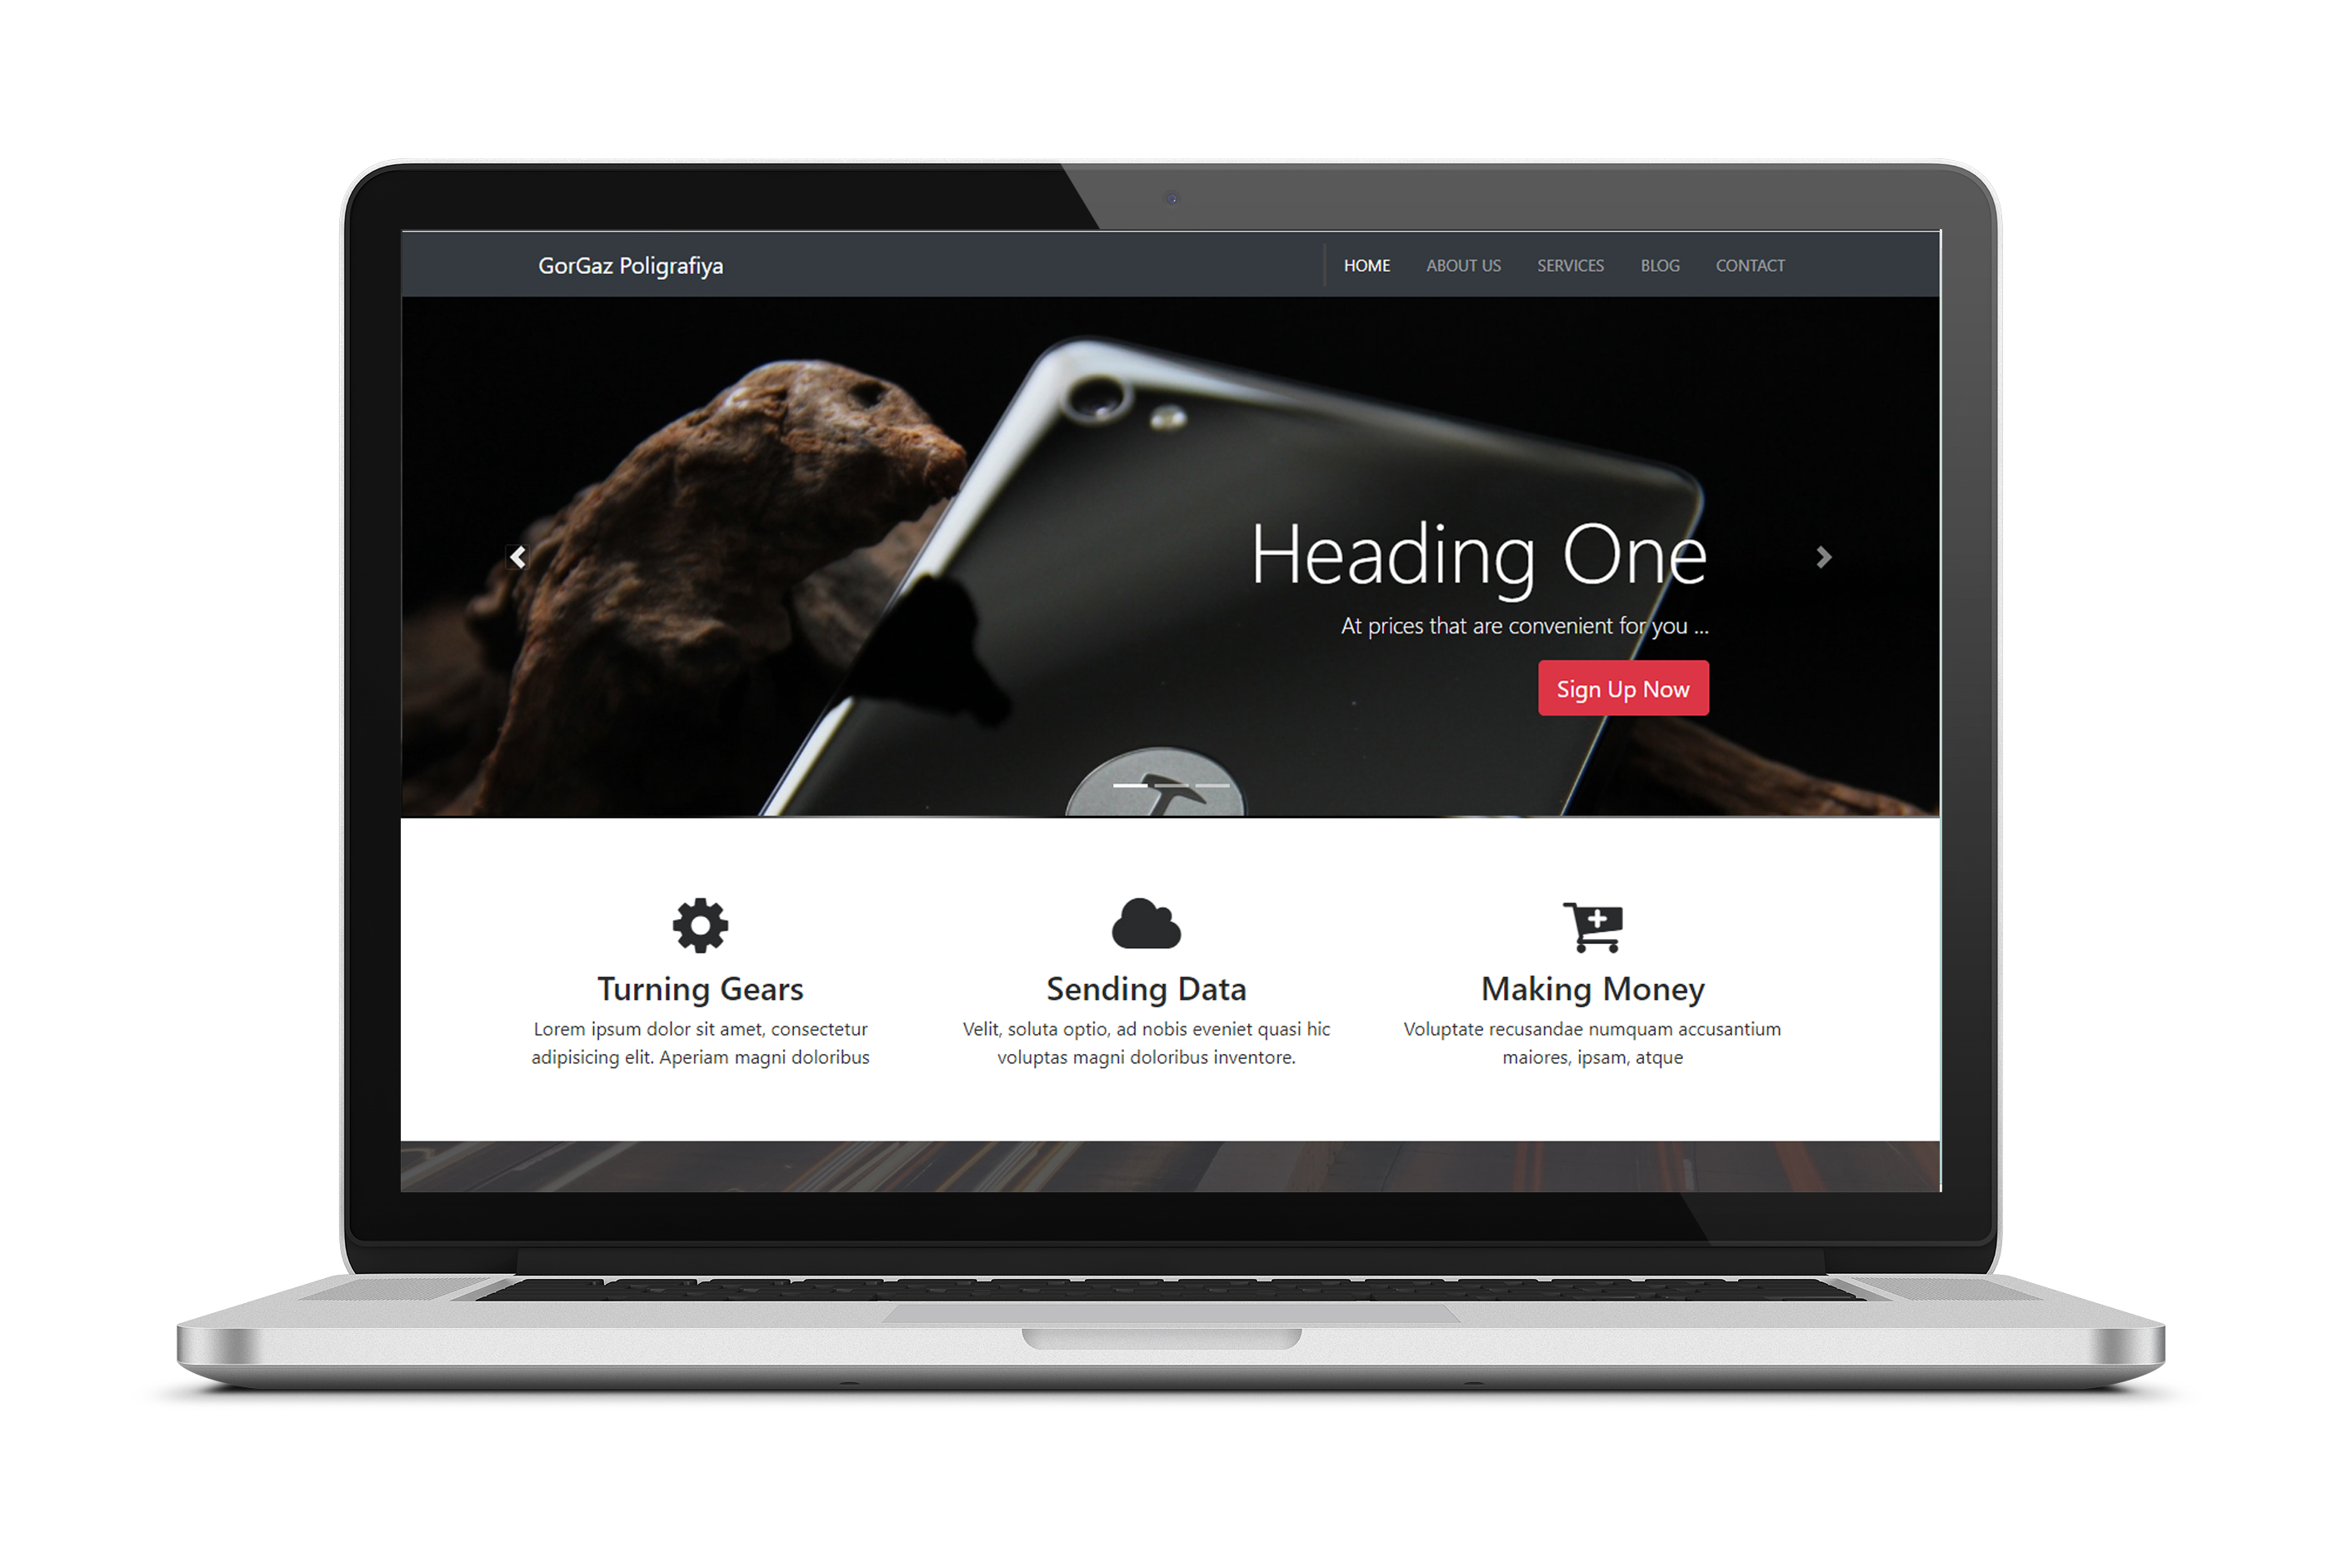 GorGaz Poligrafiya
HOME ABOUT US SERVICES BLOG CONTACT
Heading One
At prices that are convenient for you ...
Sign Up Now
Turning Gears
Lorem ipsum dolor sit amet, consectetur
adipisicing elit. Aperiam magni doloribus
Sending Data
Velit, soluta optio, ad nobis eveniet quasi hic
voluptas magni doloribus inventore.
Making Money
Voluptate recusandae numquam accusantium
maiores, ipsam, atque